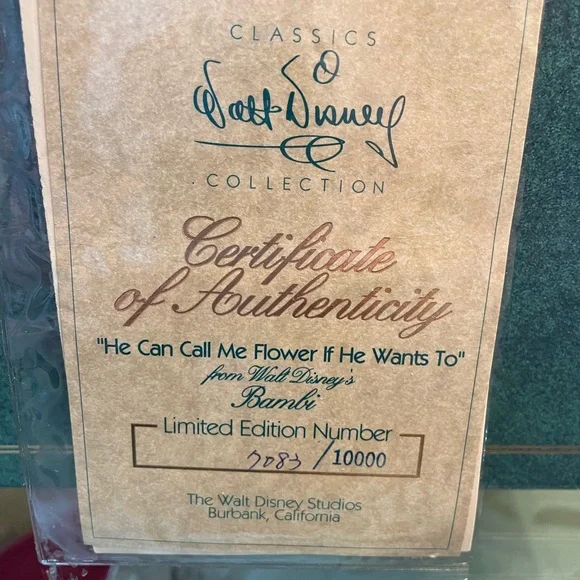 CLASSICS
Walt Disney
COLLECTION
Certificate
of Authenticity
"He Can Call Me Flower If He Wants To"
from Walt Disney's
Bambi
Limited Edition Number
7083/10000
The Walt Disney Studios
Burbank, California